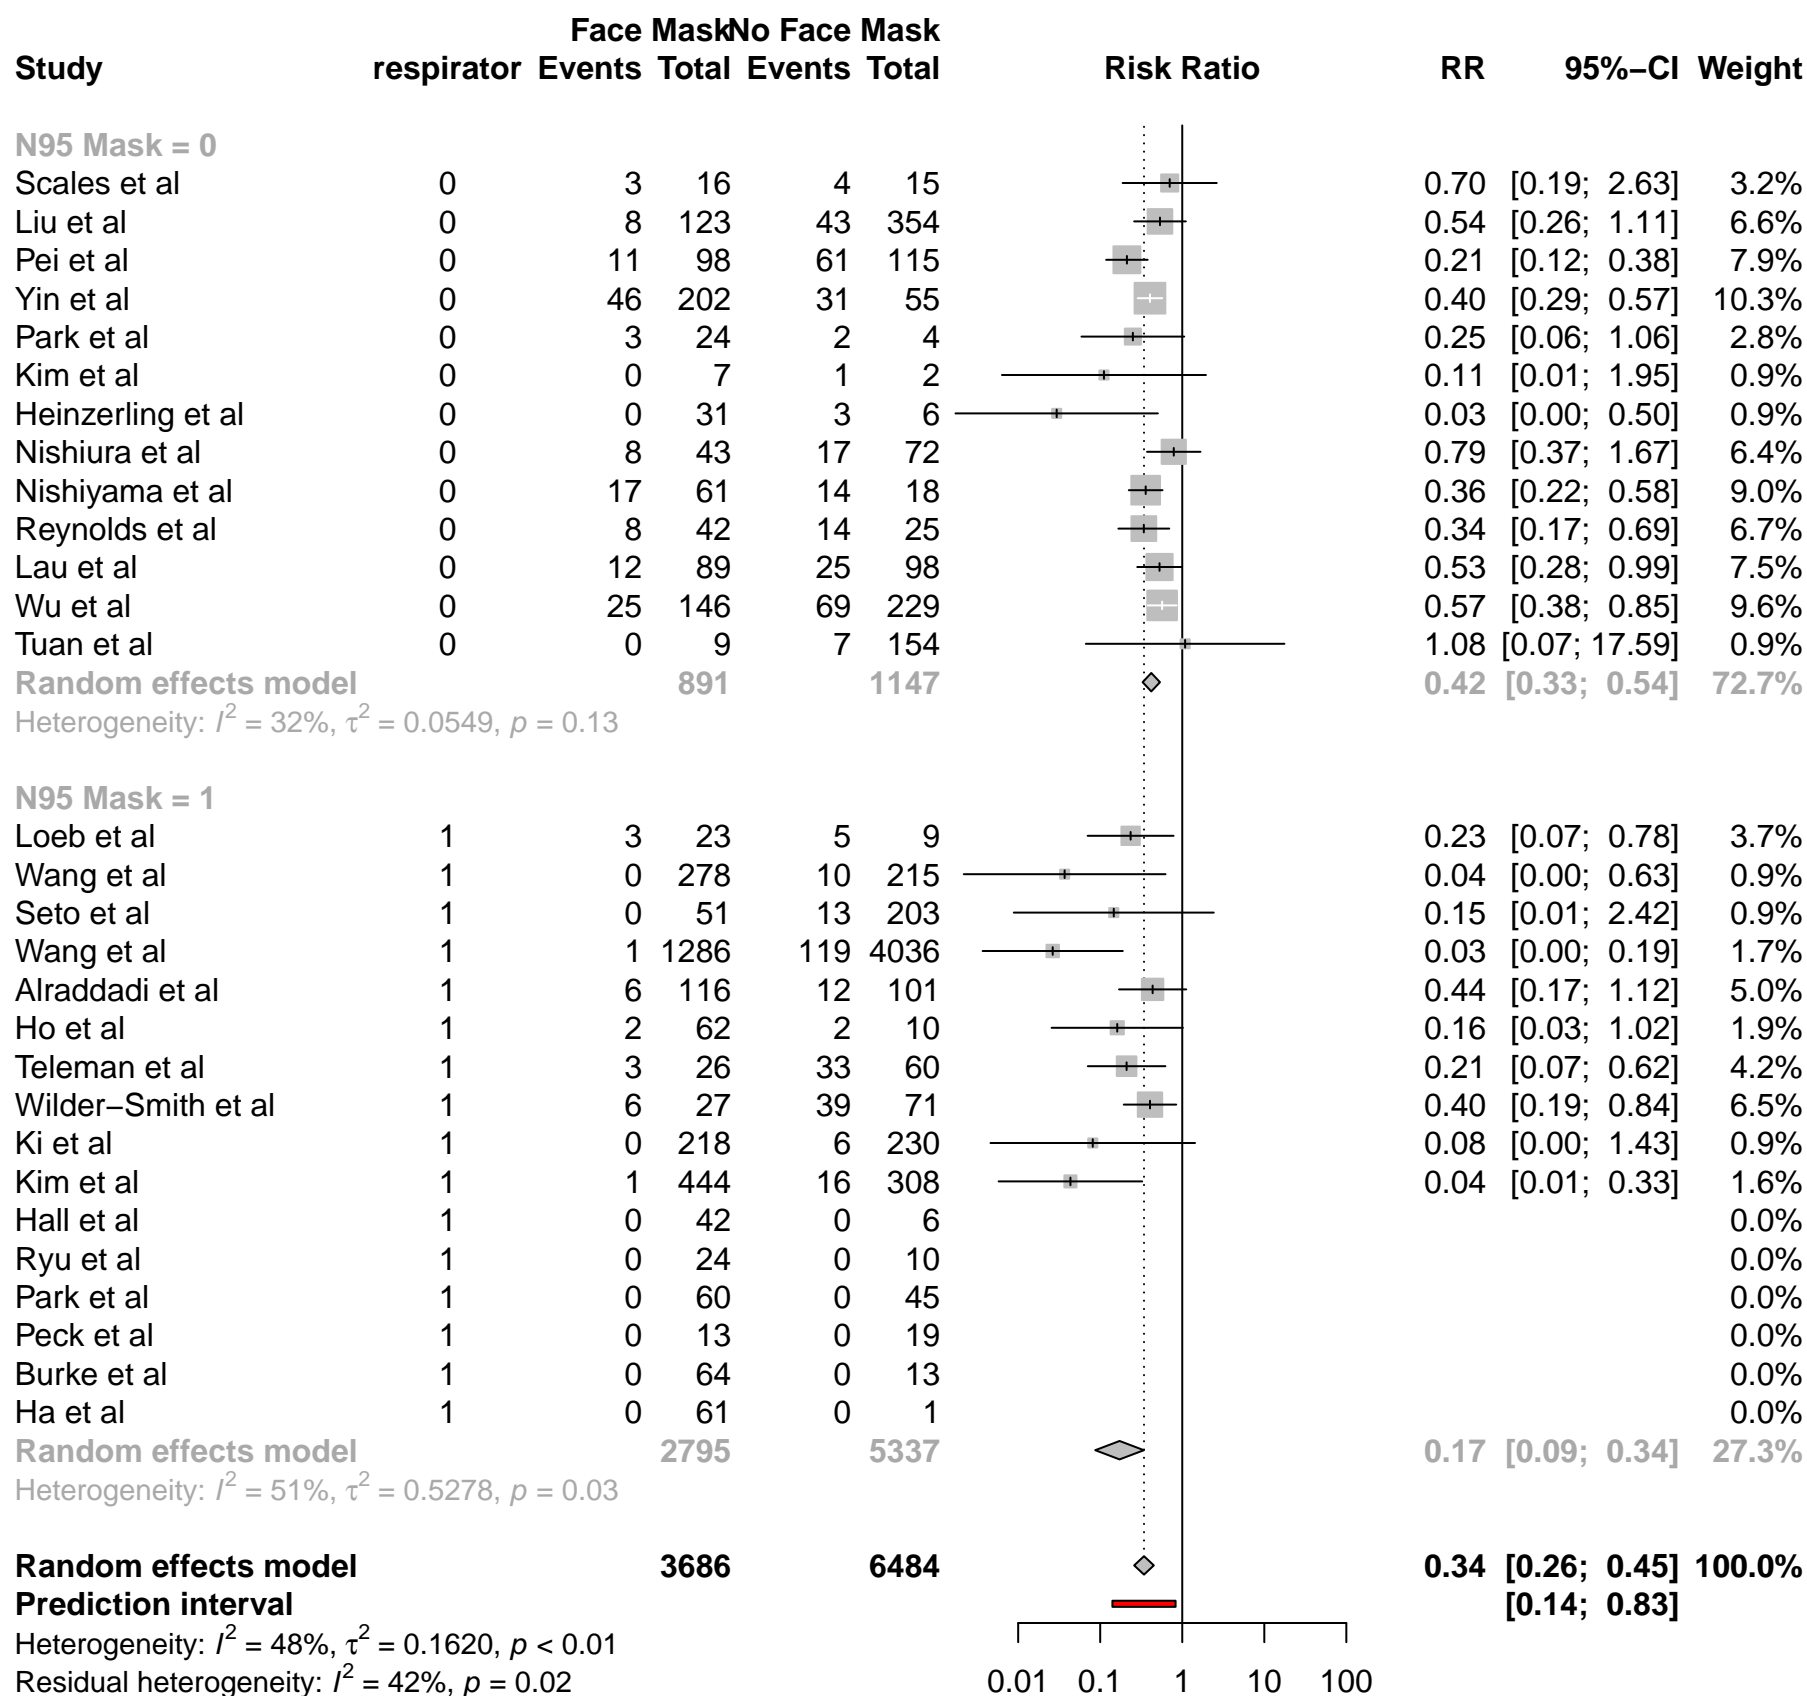 Face Mask No Face Mask
Study respirator Events Total Events Total Risk Ratio RR 95%−CI Weight
N95 Mask = 0
Scales et al 0 3 16 4 15 0.70 [0.19; 2.63] 3.2%
Liu et al 0 8 123 43 354 0.54 [0.26; 1.11] 6.6%
Pei et al 0 11 98 61 115 0.21 [0.12; 0.38] 7.9%
Yin et al 0 46 202 31 55 0.40 [0.29; 0.57] 10.3%
Park et al 0 3 24 2 4 0.25 [0.06; 1.06] 2.8%
Kim et al 0 0 7 1 2 0.11 [0.01; 1.95] 0.9%
Heinzerling et al 0 0 31 3 6 0.03 [0.00; 0.50] 0.9%
Nishiura et al 0 8 43 17 72 0.79 [0.37; 1.67] 6.4%
Nishiyama et al 0 17 61 14 18 0.36 [0.22; 0.58] 9.0%
Reynolds et al 0 8 42 14 25 0.34 [0.17; 0.69] 6.7%
Lau et al 0 12 89 25 98 0.53 [0.28; 0.99] 7.5%
Wu et al 0 25 146 69 229 0.57 [0.38; 0.85] 9.6%
Tuan et al 0 0 9 7 154 1.08 [0.07; 17.59] 0.9%
Random effects model 891 1147 0.42 [0.33; 0.54] 72.7%
Heterogeneity: I² = 32%, τ² = 0.0549, p = 0.13
N95 Mask = 1
Loeb et al 1 3 23 5 9 0.23 [0.07; 0.78] 3.7%
Wang et al 1 0 278 10 215 0.04 [0.00; 0.63] 0.9%
Seto et al 1 0 51 13 203 0.15 [0.01; 2.42] 0.9%
Wang et al 1 1 1286 119 4036 0.03 [0.00; 0.19] 1.7%
Alraddadi et al 1 6 116 12 101 0.44 [0.17; 1.12] 5.0%
Ho et al 1 2 62 2 10 0.16 [0.03; 1.02] 1.9%
Teleman et al 1 3 26 33 60 0.21 [0.07; 0.62] 4.2%
Wilder−Smith et al 1 6 27 39 71 0.40 [0.19; 0.84] 6.5%
Ki et al 1 0 218 6 230 0.08 [0.00; 1.43] 0.9%
Kim et al 1 1 444 16 308 0.04 [0.01; 0.33] 1.6%
Hall et al 1 0 42 0 6 0.0%
Ryu et al 1 0 24 0 10 0.0%
Park et al 1 0 60 0 45 0.0%
Peck et al 1 0 13 0 19 0.0%
Burke et al 1 0 64 0 13 0.0%
Ha et al 1 0 61 0 1 0.0%
Random effects model 2795 5337 0.17 [0.09; 0.34] 27.3%
Heterogeneity: I² = 51%, τ² = 0.5278, p = 0.03
Random effects model 3686 6484 0.34 [0.26; 0.45] 100.0%
Prediction interval [0.14; 0.83]
Heterogeneity: I² = 48%, τ² = 0.1620, p < 0.01
Residual heterogeneity: I² = 42%, p = 0.02 0.01 0.1 1 10 100